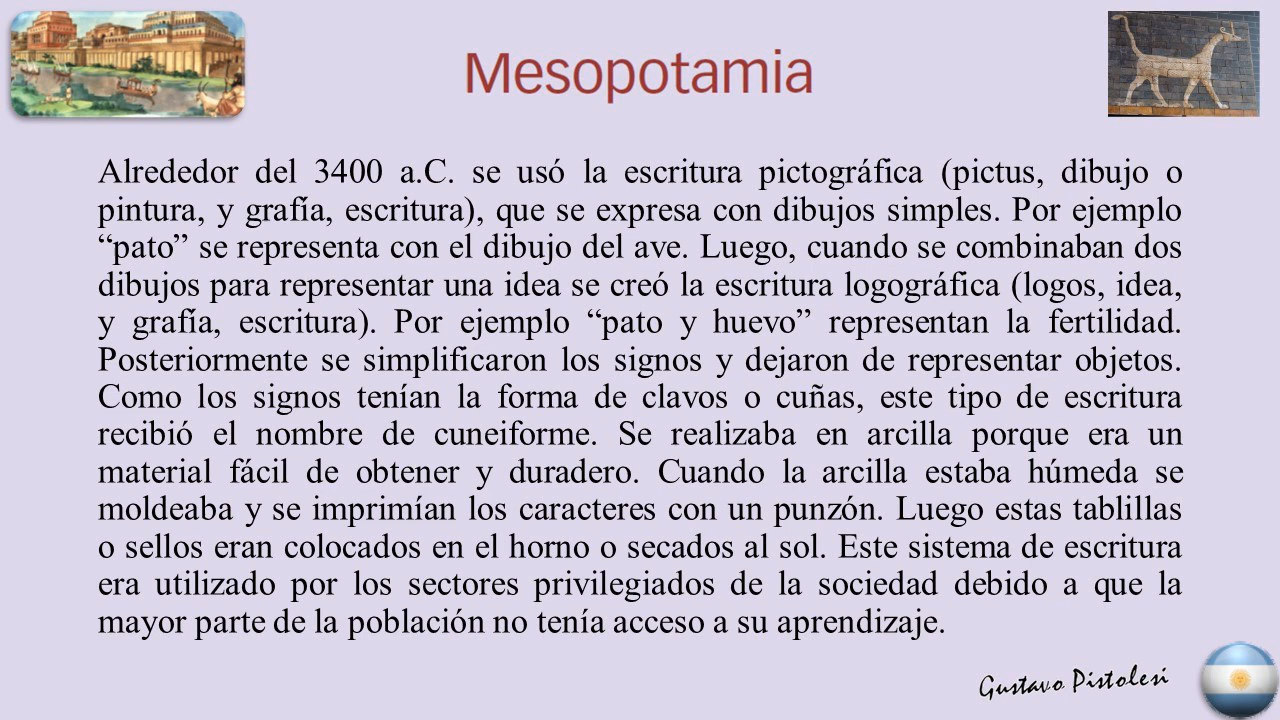 Mesopotamia
Alrededor del 3400 a.C. se usó la escritura pictográfica (pictus, dibujo o
pintura, y grafía, escritura), que se expresa con dibujos simples. Por ejemplo
“pato” se representa con el dibujo del ave. Luego, cuando se combinaban dos
dibujos para representar una idea se creó la escritura logográfica (logos, idea,
y grafía, escritura). Por ejemplo “pato y huevo” representan la fertilidad.
Posteriormente se simplificaron los signos y dejaron de representar objetos.
Como los signos tenían la forma de clavos o cuñas, este tipo de escritura
recibió el nombre de cuneiforme. Se realizaba en arcilla porque era un
material fácil de obtener y duradero. Cuando la arcilla estaba húmeda se
moldeaba y se imprimían los caracteres con un punzón. Luego estas tablillas
o sellos eran colocados en el horno o secados al sol. Este sistema de escritura
era utilizado por los sectores privilegiados de la sociedad debido a que la
mayor parte de la población no tenía acceso a su aprendizaje.
Gustavo Pistolesi